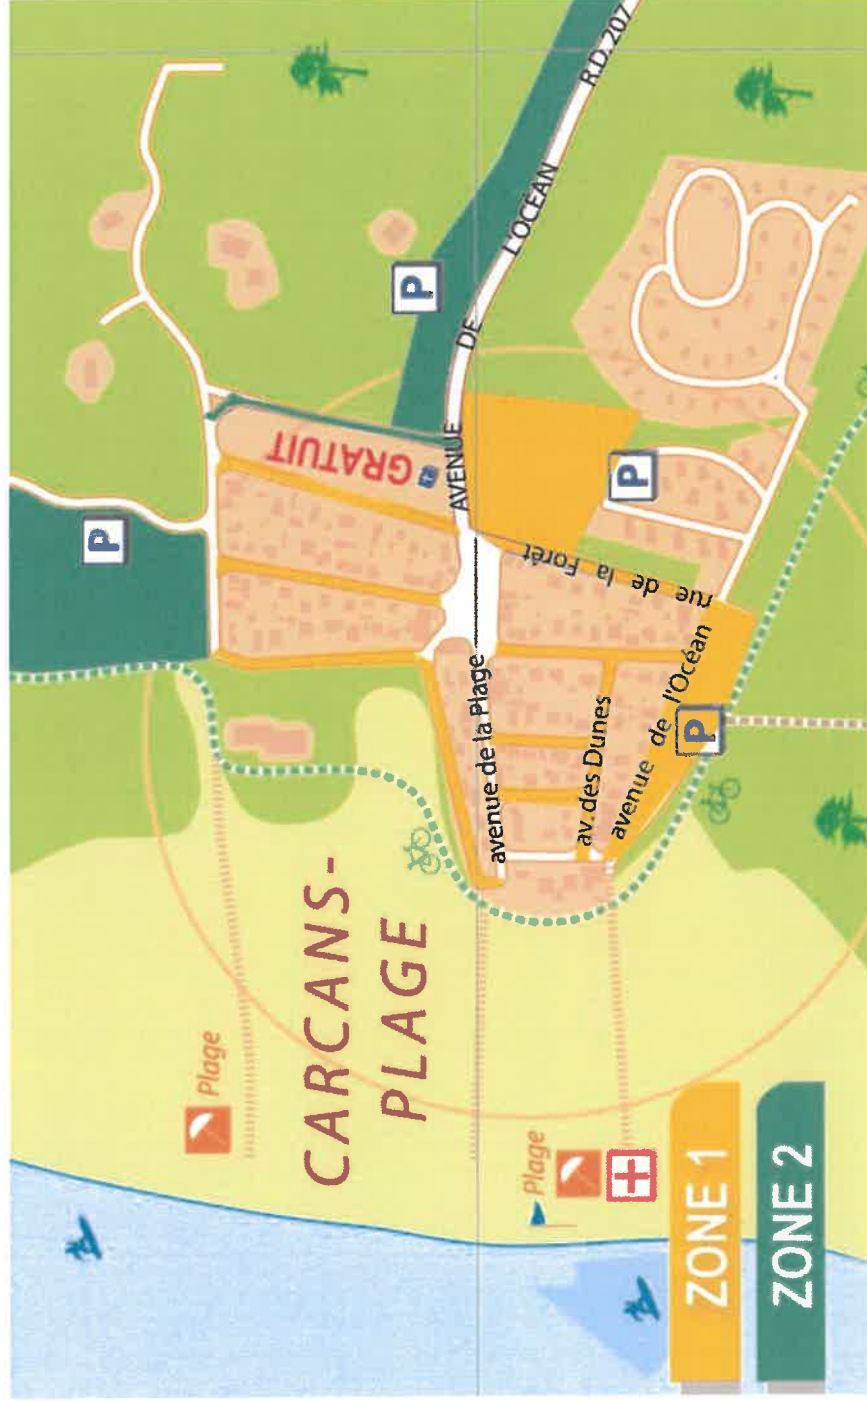 CARCANS-
PLAGE
Plage
Plage
P
P
P
P
GRATUIT
AVENUE DE L'OCÉAN R.D. 207
avenue de la Plage
av. des Dunes
avenue de l'Océan
rue de la Forêt
ZONE 1
ZONE 2